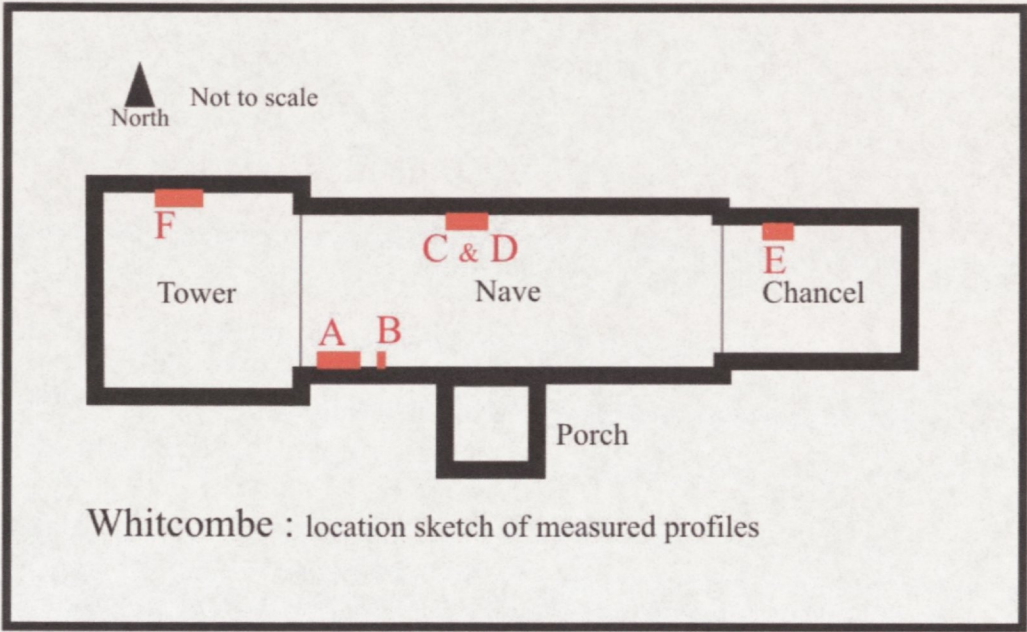 Not to scale
North
F
C & D
E
Tower
Nave
Chancel
A
B
Porch
Whitcombe : location sketch of measured profiles